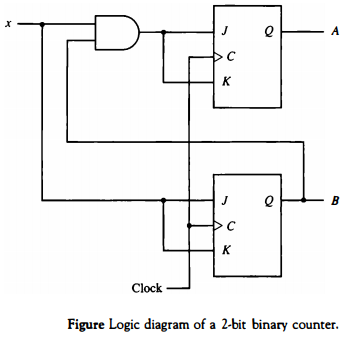 x
J Q A
C
K
J Q B
C
K
Clock
Figure Logic diagram of a 2-bit binary counter.